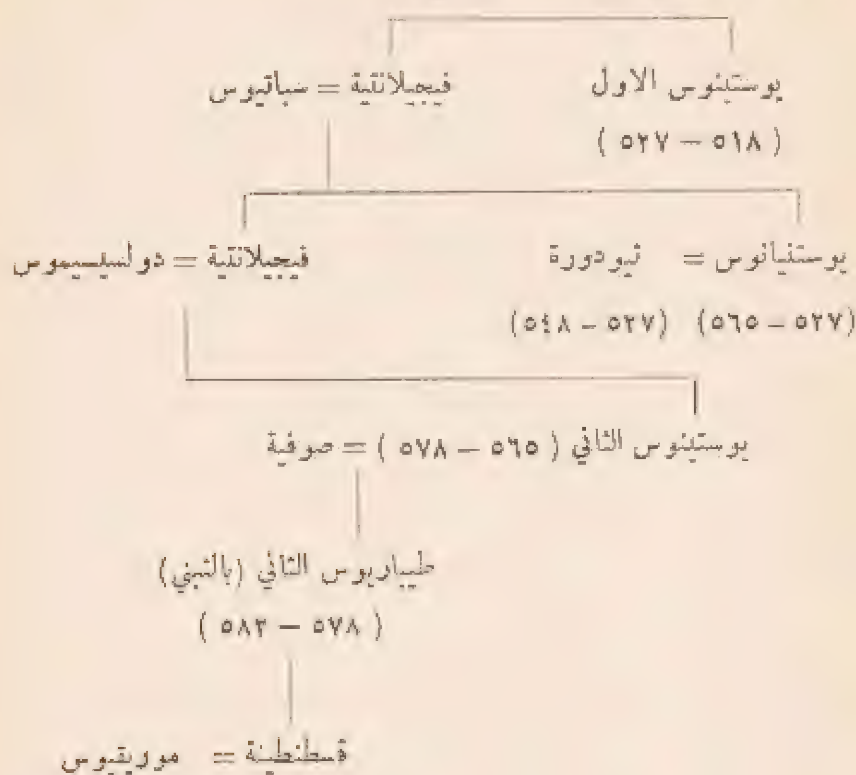 يوستينوس الاول فيجيلانتية = سباتيوس
( ٥١٨ – ٥٢٧ )
يوستنيانوس = ثيودورة فيجيلانتية = دولسيسيموس
(٥٢٧ – ٥٦٥) (٥٢٧ – ٥٤٨)
يوستينوس الثاني ( ٥٦٥ – ٥٧٨ ) = صوفية
طيباريوس الثاني (بالتبني)
( ٥٧٨ – ٥٨٢ )
قسطنطينة = موريقيوس